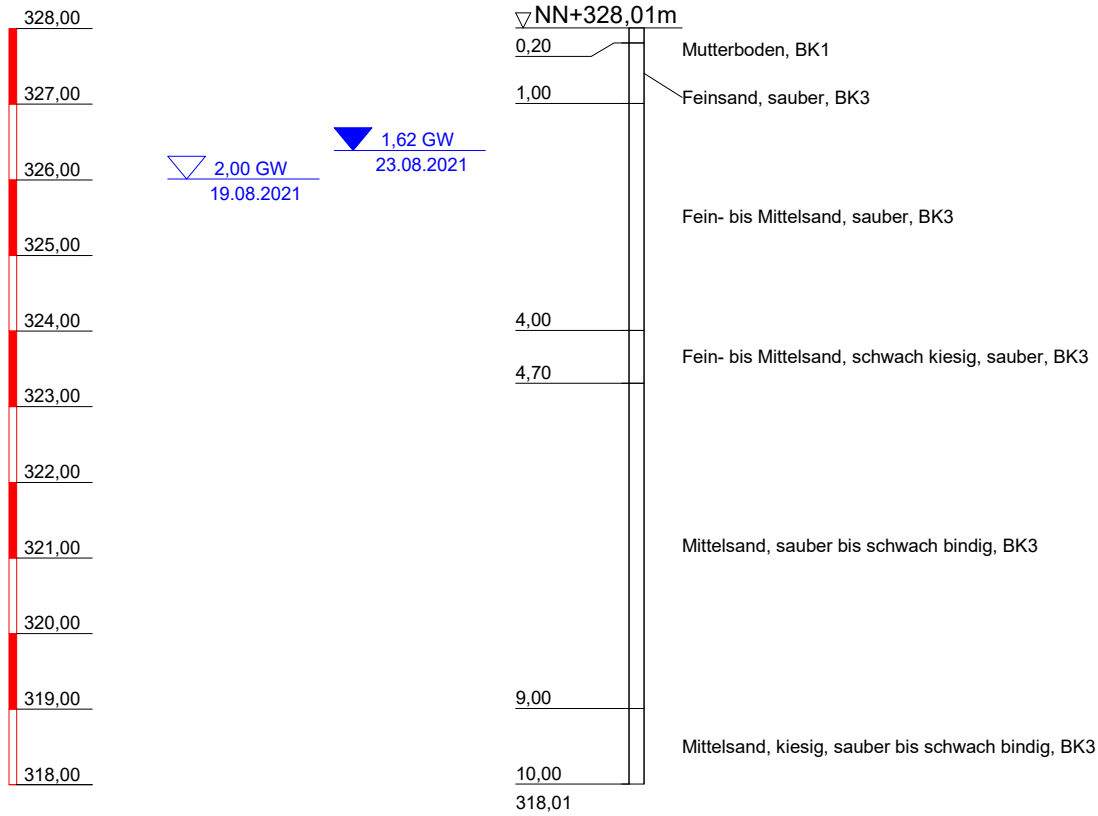 328,00
327,00
326,00
325,00
324,00
323,00
322,00
321,00
320,00
319,00
318,00
2,00 GW
19.08.2021
1,62 GW
23.08.2021
NN+328,01m
0,20
1,00
4,00
4,70
9,00
10,00
318,01
Mutterboden, BK1
Feinsand, sauber, BK3
Fein- bis Mittelsand, sauber, BK3
Fein- bis Mittelsand, schwach kiesig, sauber, BK3
Mittelsand, sauber bis schwach bindig, BK3
Mittelsand, kiesig, sauber bis schwach bindig, BK3